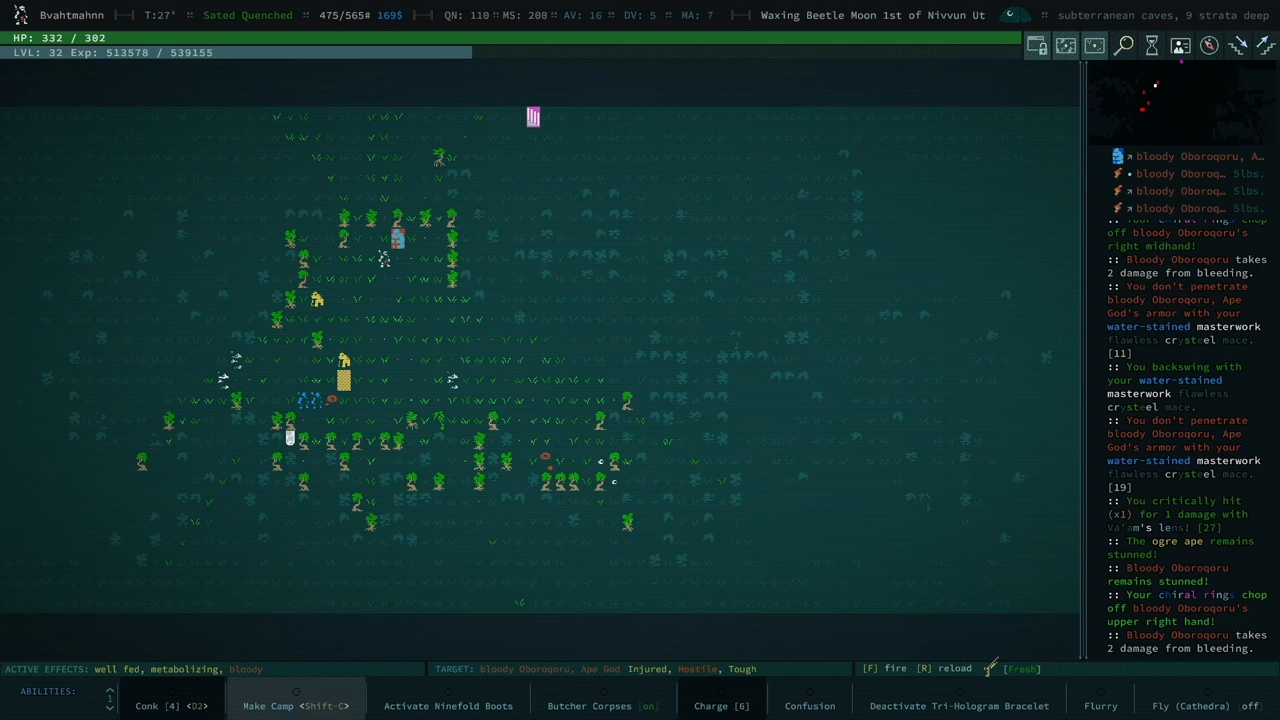 Bvahtmahnn T:27° Sated Quenched 475/565# 169$ QN: 110 MS: 200 AV: 16 DV: 5 MA: 7 Waxing Beetle Moon 1st of Nivvun Ut subterranean caves, 9 strata deep
HP: 332 / 302
LVL: 32 Exp: 513578 / 539155
bloody Oboroqoru, A…
bloody Oboroq… 5lbs.
bloody Oboroq… 5lbs.
bloody Oboroq… 5lbs.
:: Your chiral rings chop
off bloody Oboroqoru's
right midhand!
:: Bloody Oboroqoru takes
2 damage from bleeding.
:: You don't penetrate
bloody Oboroqoru, Ape
God's armor with your
water-stained masterwork
flawless crysteel mace.
[11]
:: You backswing with
your water-stained
masterwork flawless
crysteel mace.
:: You don't penetrate
bloody Oboroqoru, Ape
God's armor with your
water-stained masterwork
flawless crysteel mace.
[19]
:: You critically hit
(x1) for 1 damage with
Va'am's lens! [27]
:: The ogre ape remains
stunned!
:: Bloody Oboroqoru
remains stunned!
:: Your chiral rings chop
off bloody Oboroqoru's
upper right hand!
:: Bloody Oboroqoru takes
2 damage from bleeding.
ACTIVE EFFECTS: well fed, metabolizing, bloody
TARGET: bloody Oboroqoru, Ape God Injured, Hostile, Tough
[F] fire [R] reload [Fresh]
ABILITIES: 1 Conk [4] <D2> Make Camp <Shift-C> Activate Ninefold Boots Butcher Corpses [on] Charge [6] Confusion Deactivate Tri-Hologram Bracelet Flurry Fly (Cathedra) [off